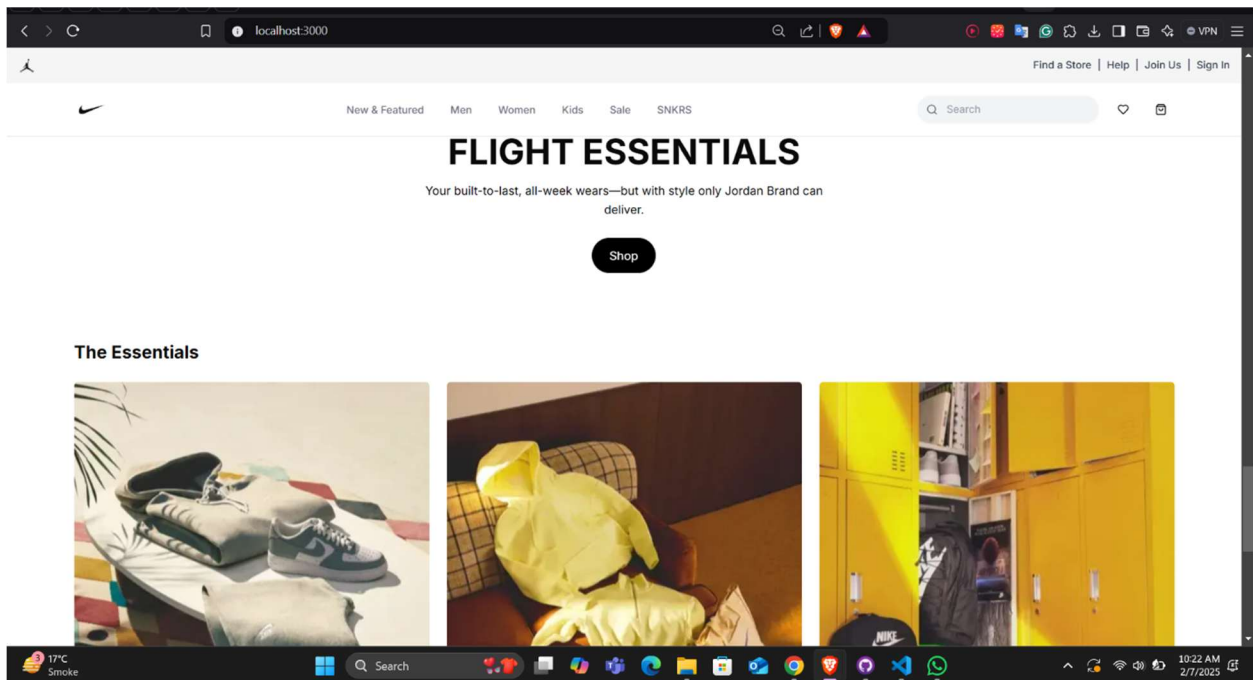 localhost:3000
VPN
Find a Store | Help | Join Us | Sign In
New & Featured Men Women Kids Sale SNKRS
Search
FLIGHT ESSENTIALS
Your built-to-last, all-week wears—but with style only Jordan Brand can
deliver.
Shop
The Essentials
NIKE
3
17°C
Smoke
Search
10:22 AM
2/7/2025